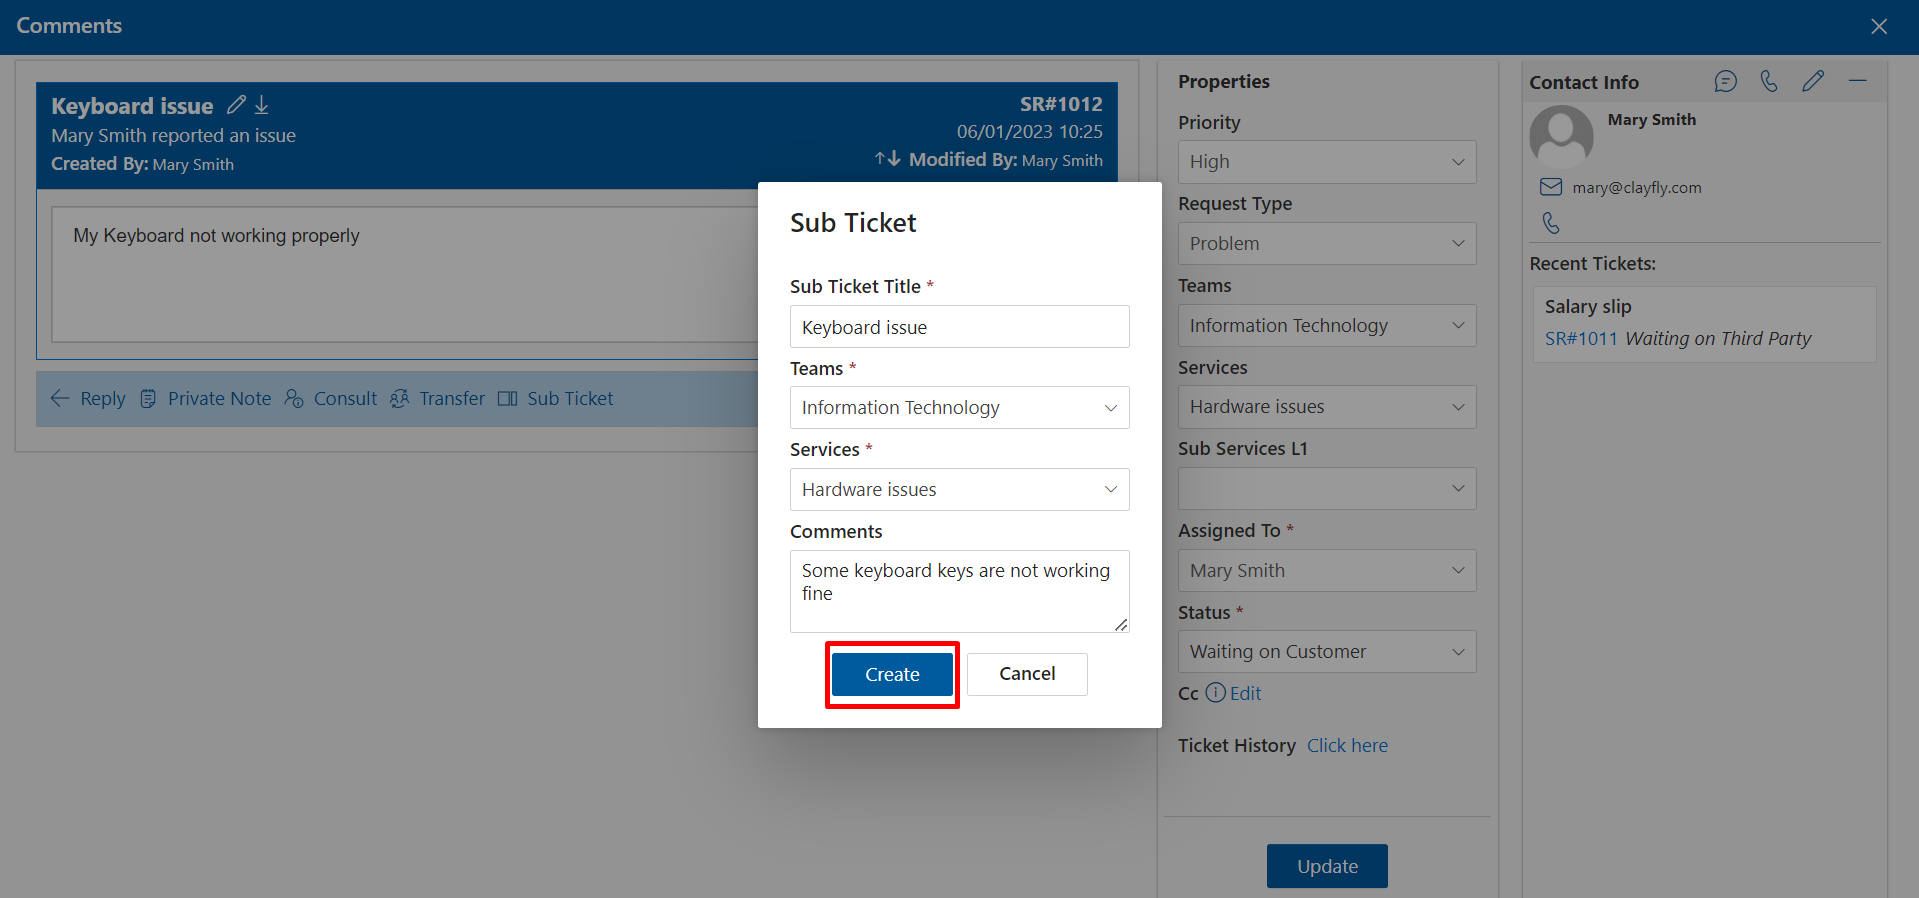 Comments
Keyboard issue
SR#1012
Mary Smith reported an issue
06/01/2023 10:25
Created By: Mary Smith
Modified By: Mary Smith
My Keyboard not working properly
Reply
Private Note
Consult
Transfer
Sub Ticket
Sub Ticket
Sub Ticket Title *
Keyboard issue
Teams *
Information Technology
Services *
Hardware issues
Comments
Some keyboard keys are not working
fine
Create
Cancel
Properties
Priority
High
Request Type
Problem
Teams
Information Technology
Services
Hardware issues
Sub Services L1
Assigned To *
Mary Smith
Status *
Waiting on Customer
Cc Edit
Ticket History Click here
Update
Contact Info
Mary Smith
mary@clayfly.com
Recent Tickets:
Salary slip
SR#1011 Waiting on Third Party